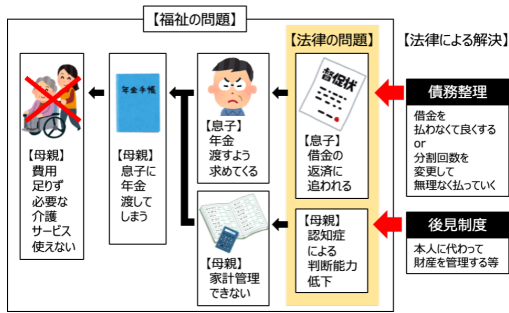 【福祉の問題】
【法律の問題】
【法律による解決】
【母親】
費用
足りず
必要な
介護
サービス
使えない
年金手帳
【母親】
息子に
年金
渡して
しまう
【息子】
年金
渡すよう
求めてくる
【母親】
家計管理
できない
督促状
【息子】
借金の
返済に
追われる
【母親】
認知症
による
判断能力
低下
債務整理
借金を
払わなくて良くする
or
分割回数を
変更して
無理なく払っていく
後見制度
本人に代わって
財産を管理する等